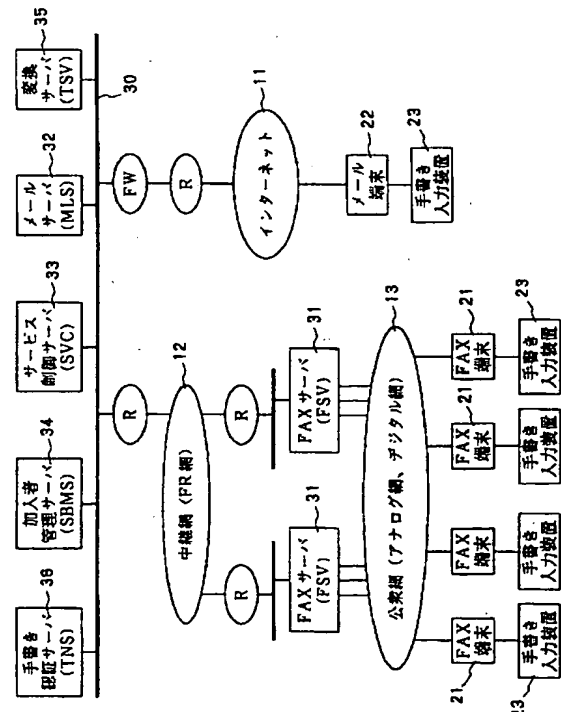 35
変換
サーバ
(TSV)
30
32
メール
サーバ
(MLS)
FW
R
11
インターネット
22
メール
端末
23
手書き
入力装置
33
サービス
制御サーバ
(SVC)
34
加入者
管理サーバ
(SBMS)
36
手書き
認証サーバ
(TNS)
R
12
中継網(FR網)
R
R
31
FAXサーバ
(FSV)
31
FAXサーバ
(FSV)
13
公衆網(アナログ網、デジタル網)
21
FAX
端末
21
FAX
端末
FAX
端末
FAX
端末
21
23
手書き
入力装置
手書き
入力装置
手書き
入力装置
手書き
入力装置
23